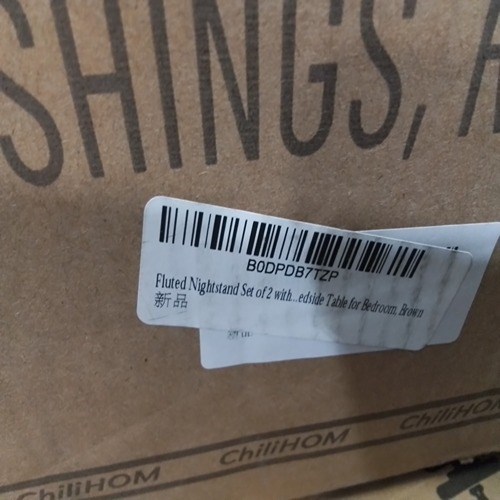 SHINGS, A
B0DPDB7TZP
Fluted Nightstand Set of 2 with...edside Table for Bedroom, Brown
新品
ChiliHOM
ChiliHOM
ChiliHOM